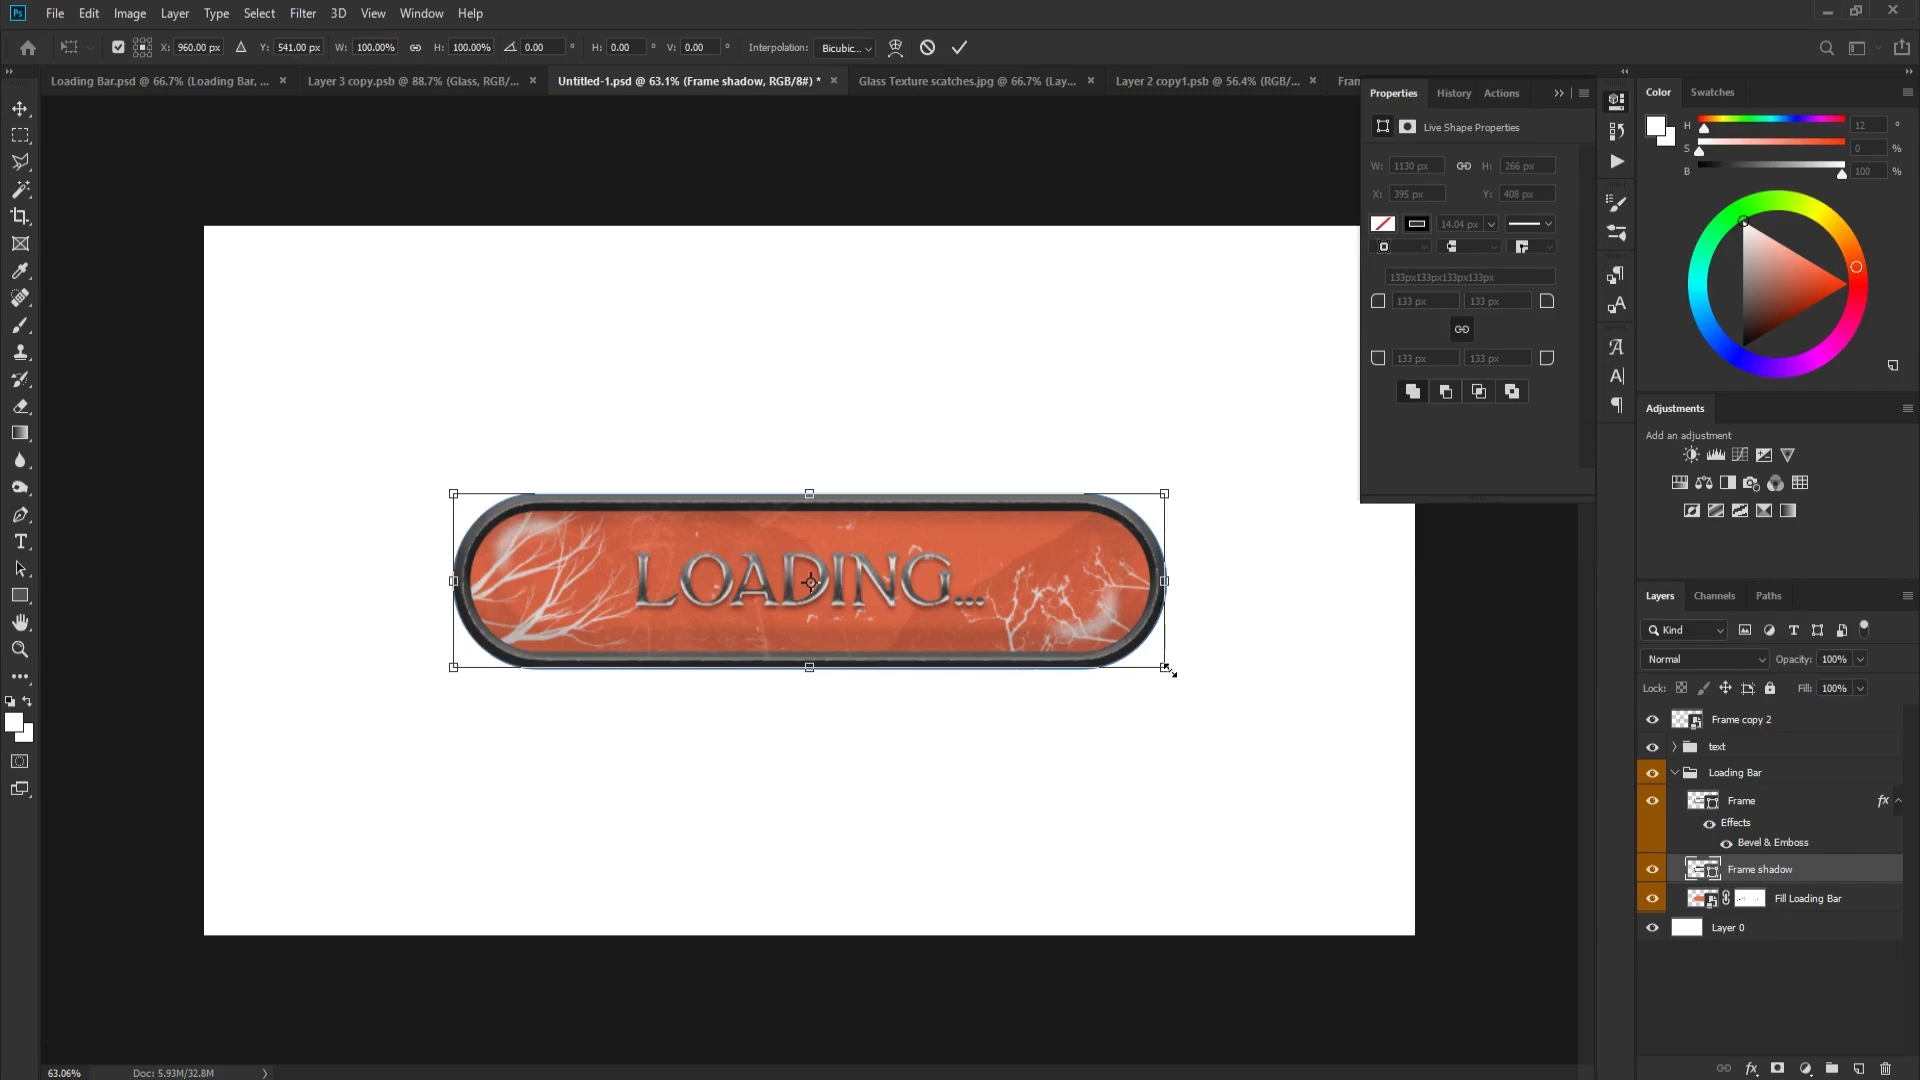 Ps File Edit Image Layer Type Select Filter 3D View Window Help
X: 960.00 px Y: 541.00 px W: 100.00% H: 100.00% 0.00 ° H: 0.00 ° V: 0.00 ° Interpolation: Bicubic...
Loading Bar.psd @ 66.7% (Loading Bar, ... × Layer 3 copy.psb @ 88.7% (Glass, RGB/... × Untitled-1.psd @ 63.1% (Frame shadow, RGB/8#) * × Glass Texture scatches.jpg @ 66.7% (Lay... × Layer 2 copy1.psb @ 56.4% (RGB/... × Fran
Properties History Actions
Live Shape Properties
W: 1130 px H: 266 px
X: 395 px Y: 408 px
14.04 px
133px133px133px133px
133 px 133 px
133 px 133 px
Color Swatches
H 12 °
S 0 %
B 100 %
Adjustments
Add an adjustment
LOADING...
Layers Channels Paths
Kind
Normal Opacity: 100%
Lock: Fill: 100%
Frame copy 2
text
Loading Bar
Frame fx
Effects
Bevel & Emboss
Frame shadow
Fill Loading Bar
Layer 0
63.06% Doc: 5.93M/32.8M
fx